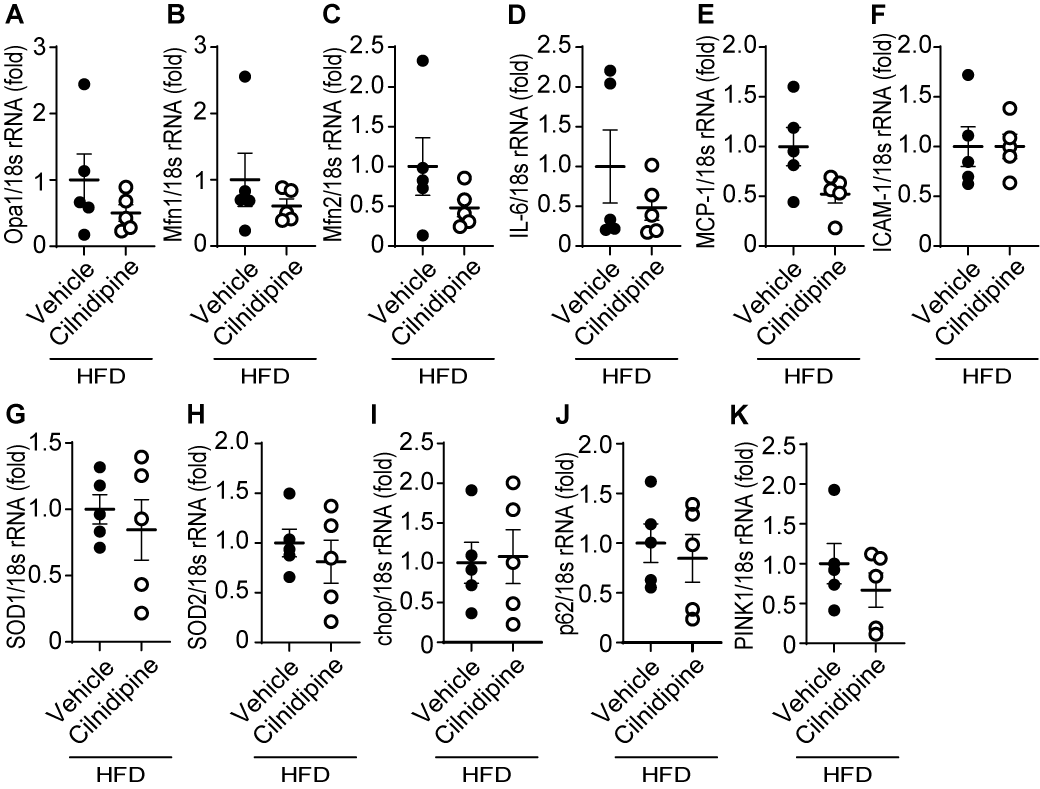 A
Opa1/18s rRNA (fold)
3
2
1
0
Vehicle
Cilnidipine
HFD
B
Mfn1/18s rRNA (fold)
3
2
1
0
Vehicle
Cilnidipine
HFD
C
Mfn2/18s rRNA (fold)
2.5
2.0
1.5
1.0
0.5
0
Vehicle
Cilnidipine
HFD
D
IL-6/18s rRNA (fold)
2.5
2.0
1.5
1.0
0.5
0
Vehicle
Cilnidipine
HFD
E
MCP-1/18s rRNA (fold)
2.0
1.5
1.0
0.5
0
Vehicle
Cilnidipine
HFD
F
ICAM-1/18s rRNA (fold)
2.0
1.5
1.0
0.5
0
Vehicle
Cilnidipine
HFD
G
SOD1/18s rRNA (fold)
1.5
1.0
0.5
0
Vehicle
Cilnidipine
HFD
H
SOD2/18s rRNA (fold)
2.0
1.5
1.0
0.5
0
Vehicle
Cilnidipine
HFD
I
chop/18s rRNA (fold)
2.5
2.0
1.5
1.0
0.5
0
Vehicle
Cilnidipine
HFD
J
p62/18s rRNA (fold)
2.0
1.5
1.0
0.5
0
Vehicle
Cilnidipine
HFD
K
PINK1/18s rRNA (fold)
2.5
2.0
1.5
1.0
0.5
0
Vehicle
Cilnidipine
HFD